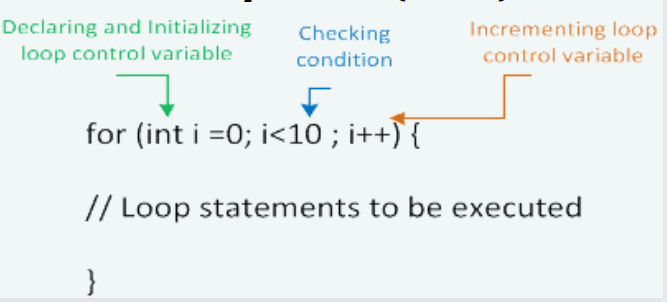 Declaring and Initializing
loop control variable
Checking
condition
Incrementing loop
control variable
for (int i =0; i<10 ; i++) {
// Loop statements to be executed
}